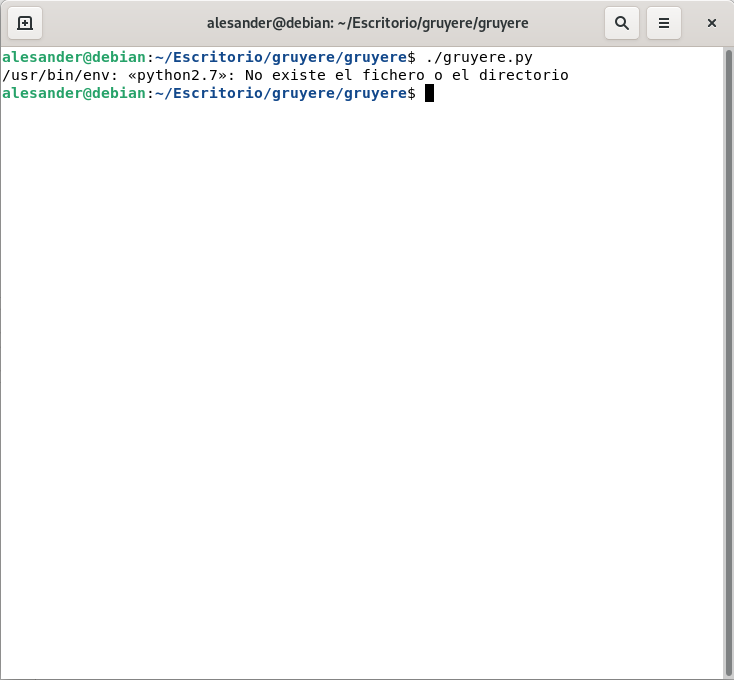 alesander@debian: ~/Escritorio/gruyere/gruyere
alesander@debian:~/Escritorio/gruyere/gruyere$ ./gruyere.py
/usr/bin/env: «python2.7»: No existe el fichero o el directorio
alesander@debian:~/Escritorio/gruyere/gruyere$